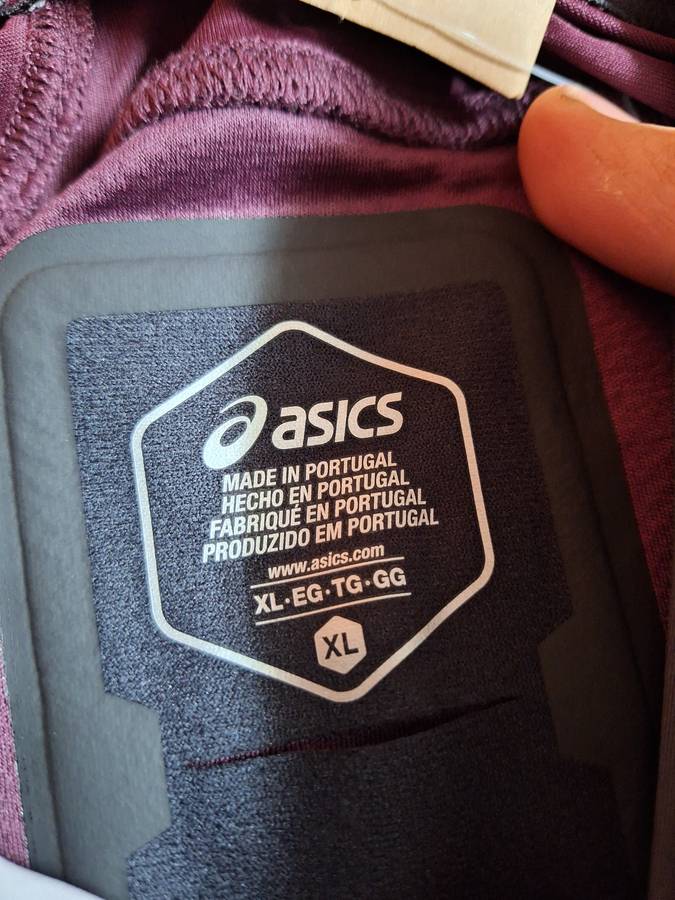 asics
MADE IN PORTUGAL
HECHO EN PORTUGAL
FABRIQUÉ EN PORTUGAL
PRODUZIDO EM PORTUGAL
www.asics.com
XL·EG·TG·GG
XL